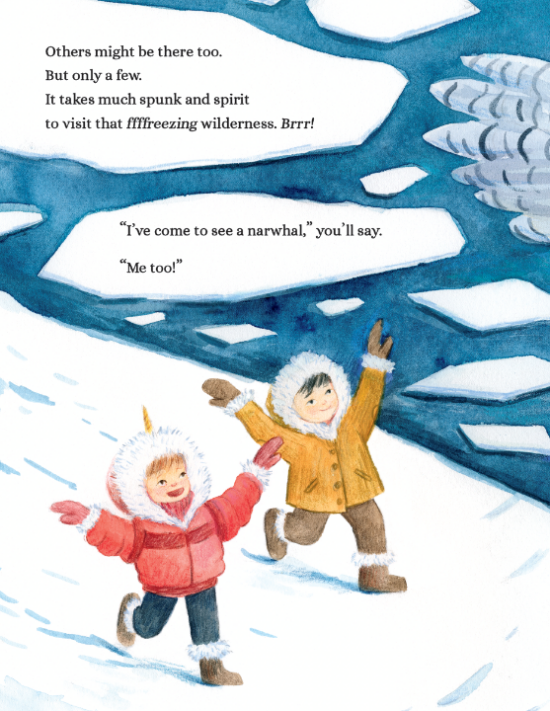 Others might be there too.
But only a few.
It takes much spunk and spirit
to visit that ffffreezing wilderness. Brrr!
“I’ve come to see a narwhal,” you’ll say.
“Me too!”